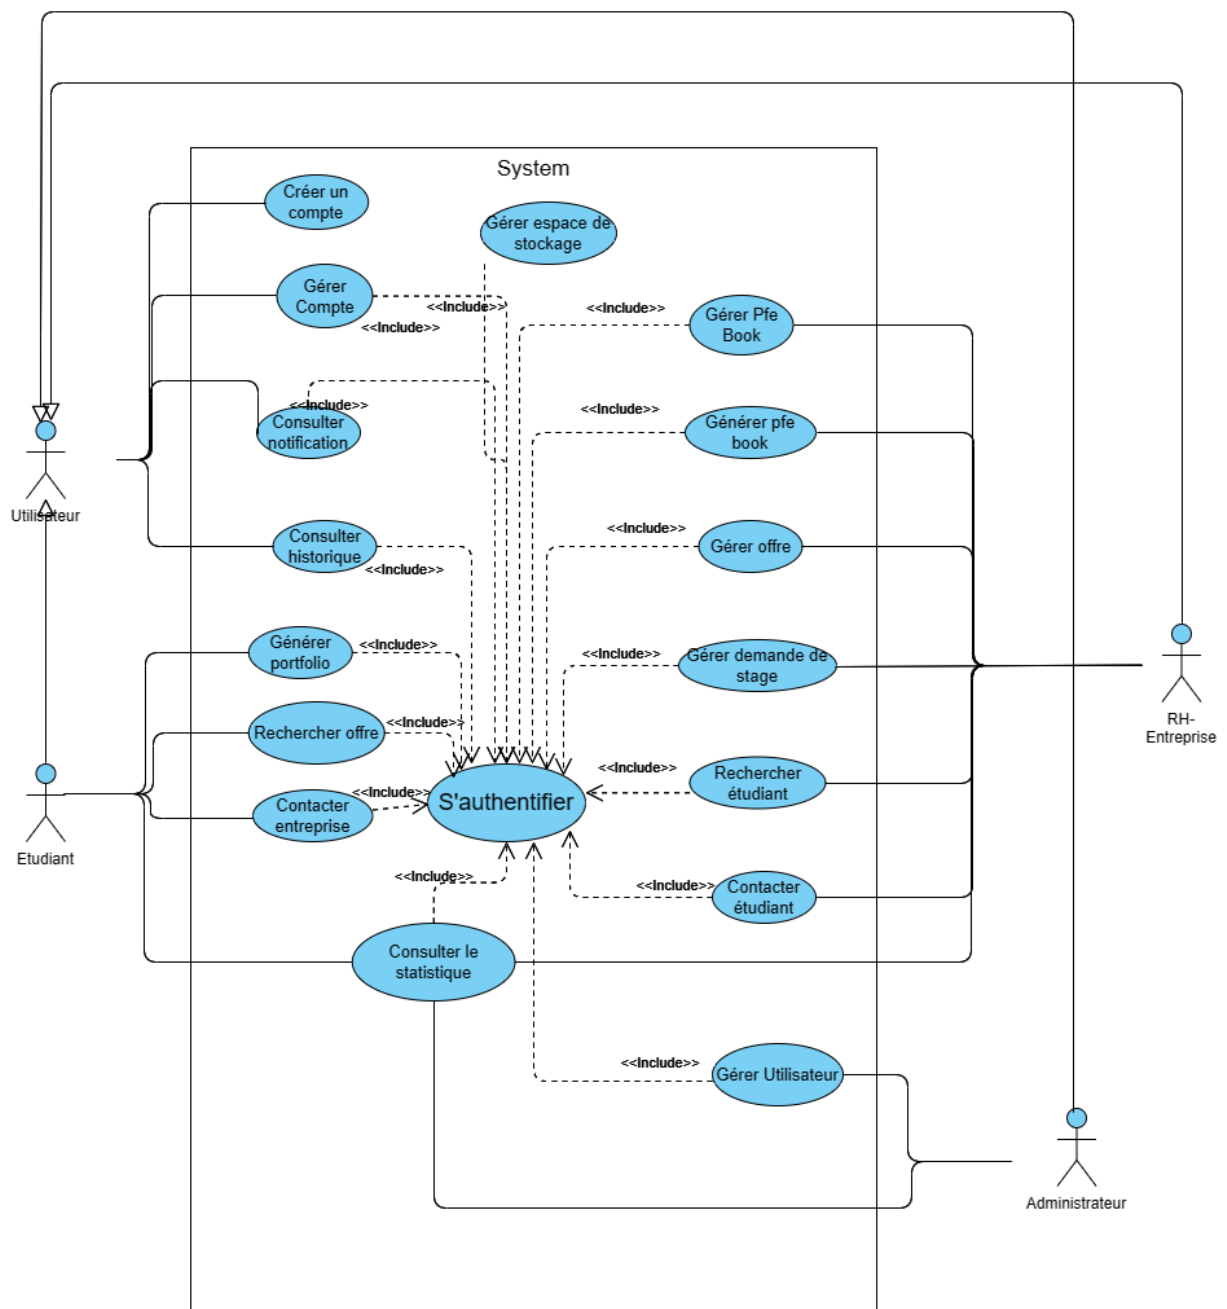 System
Créer un
compte
Gérer espace de
stockage
Gérer
Compte
<<Include>>
<<Include>>
<<Include>>
Gérer Pfe
Book
<<Include>>
Consulter
notification
<<Include>>
Générer pfe
book
Utilisateur
Consulter
historique
<<Include>>
<<Include>>
Gérer offre
Générer
portfolio
<<Include>>
<<Include>>
Gérer demande de
stage
RH-
Entreprise
Rechercher offre
<<Include>>
<<Include>>
Rechercher
étudiant
Contacter
entreprise
<<Include>>
S'authentifier
Etudiant
<<Include>>
<<Include>>
Contacter
étudiant
Consulter le
statistique
<<Include>>
Gérer Utilisateur
Administrateur